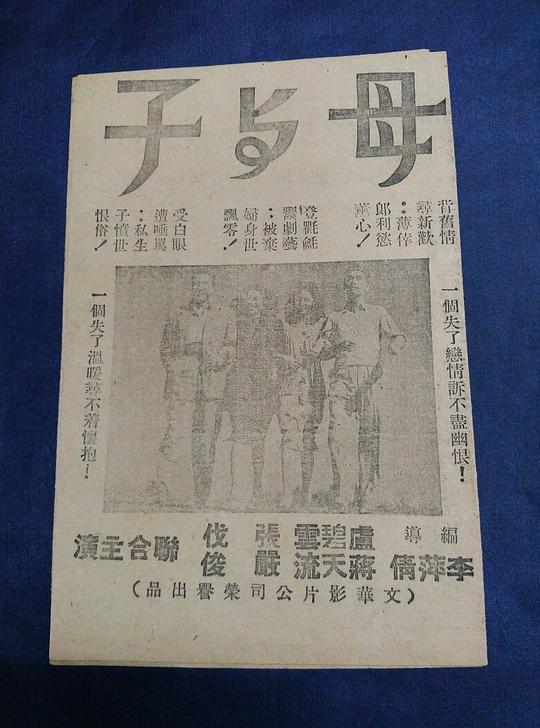 母与子
背舊情
尋新歡
：薄倖
郎利慾
薰心！
登氍毹
劇藝
：被棄
婦身世
飄零！
受白眼
遭唾罵
：私生
子憤世
恨俗！
一個失了戀情訴不盡幽恨！
一個失了溫暖尋不着懷抱！
編導
李萍倩
盧碧雲 張伐
蔣天流 嚴俊
聯合主演
（文華影片公司榮譽出品）